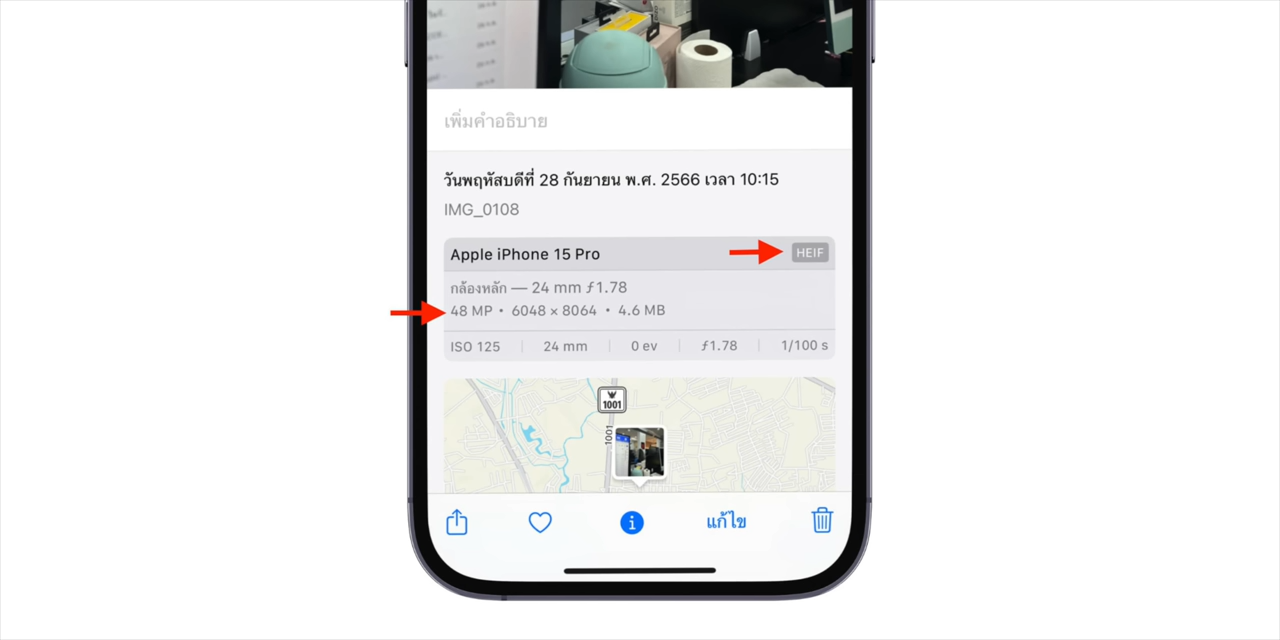 เพิ่มคำอธิบาย
วันพฤหัสบดีที่ 28 กันยายน พ.ศ. 2566 เวลา 10:15
IMG_0108
Apple iPhone 15 Pro HEIF
กล้องหลัก — 24 mm ƒ1.78
48 MP • 6048 × 8064 • 4.6 MB
ISO 125 24 mm 0 ev ƒ1.78 1/100 s
1001
1001
แก้ไข